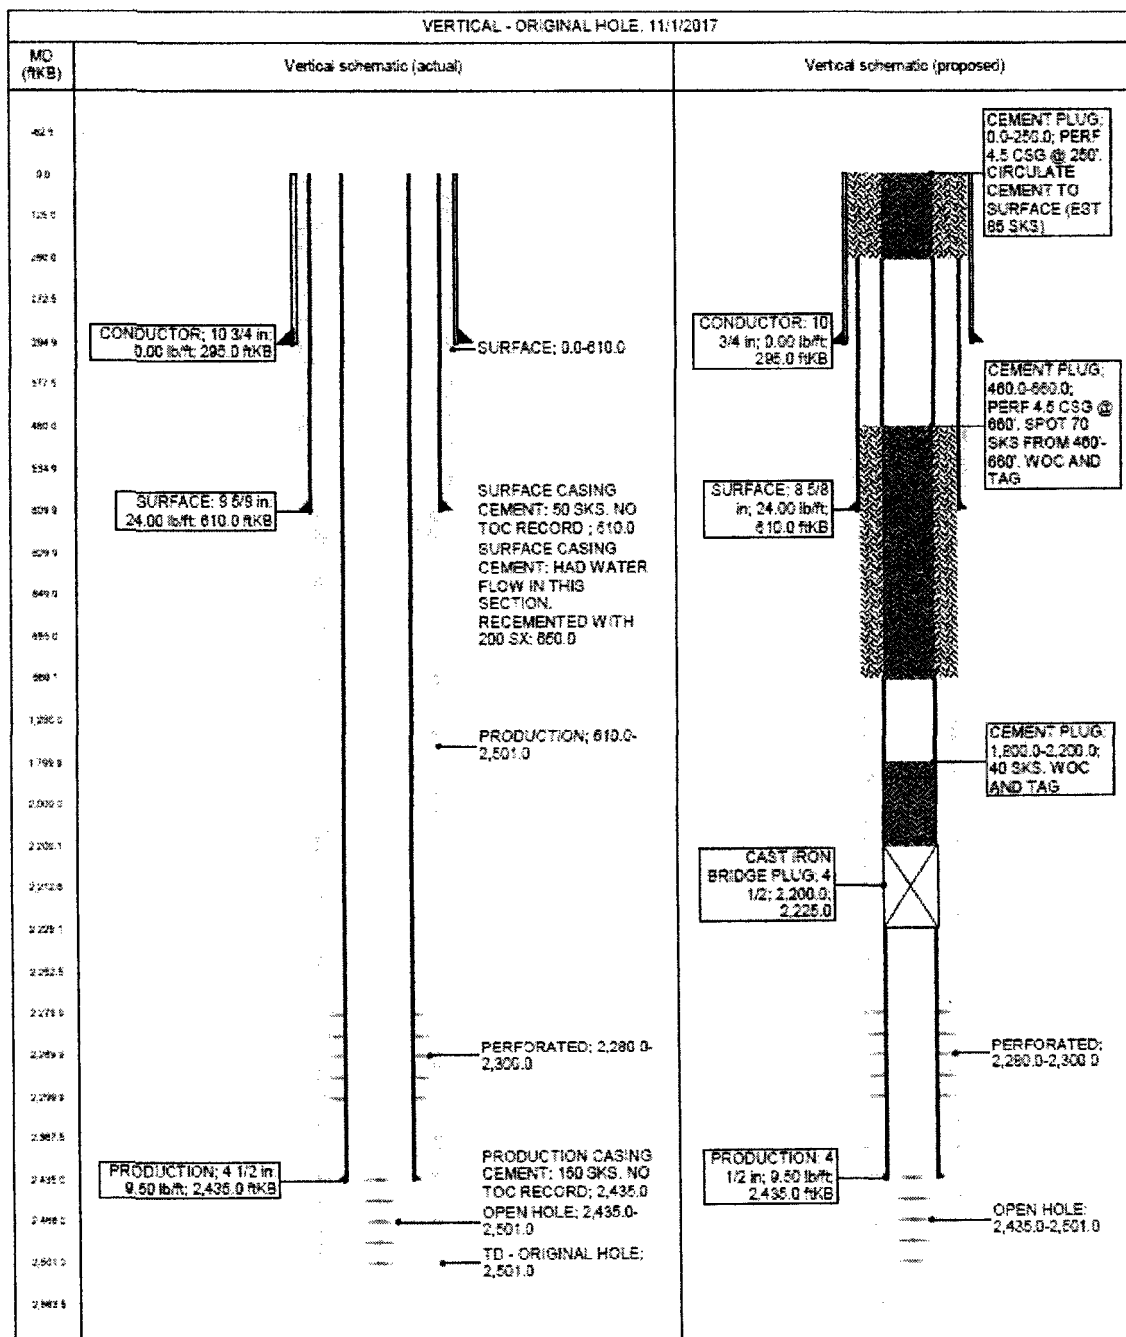 VERTICAL - ORIGINAL HOLE, 11/1/2017
MD
(ftKB)
Vertical schematic (actual)
Vertical schematic (proposed)
0.0
480.0
1,799.9
2,435.0
2,501.0
CONDUCTOR; 10 3/4 in;
0.00 lb/ft; 295.0 ftKB
SURFACE; 0.0-610.0
SURFACE CASING
CEMENT: 50 SKS. NO
TOC RECORD ; 610.0
SURFACE CASING
CEMENT: HAD WATER
FLOW IN THIS
SECTION.
RECEMENTED WITH
200 SX; 650.0
24.00 lb/ft; 610.0 ftKB
PRODUCTION; 610.0-
2,501.0
PERFORATED; 2,280.0-
2,300.0
PRODUCTION; 4 1/2 in;
9.50 lb/ft; 2,435.0 ftKB
PRODUCTION CASING
CEMENT: 150 SKS. NO
TOC RECORD; 2,435.0
OPEN HOLE; 2,435.0-
2,501.0
TD - ORIGINAL HOLE;
2,501.0
CEMENT PLUG;
0.0-250.0; PERF
4.5 CSG @ 250'.
CIRCULATE
CEMENT TO
SURFACE (EST
85 SKS)
CONDUCTOR; 10
3/4 in; 0.00 lb/ft;
295.0 ftKB
CEMENT PLUG;
460.0-660.0;
PERF 4.5 CSG @
660'. SPOT 70
SKS FROM 460'-
660'. WOC AND
TAG
SURFACE; 8 5/8
in; 24.00 lb/ft;
610.0 ftKB
CEMENT PLUG;
1,800.0-2,200.0;
40 SKS. WOC
AND TAG
CAST IRON
BRIDGE PLUG; 4
1/2; 2,200.0;
2,225.0
PERFORATED;
2,280.0-2,300.0
PRODUCTION; 4
1/2 in; 9.50 lb/ft;
2,435.0 ftKB
OPEN HOLE;
2,435.0-2,501.0